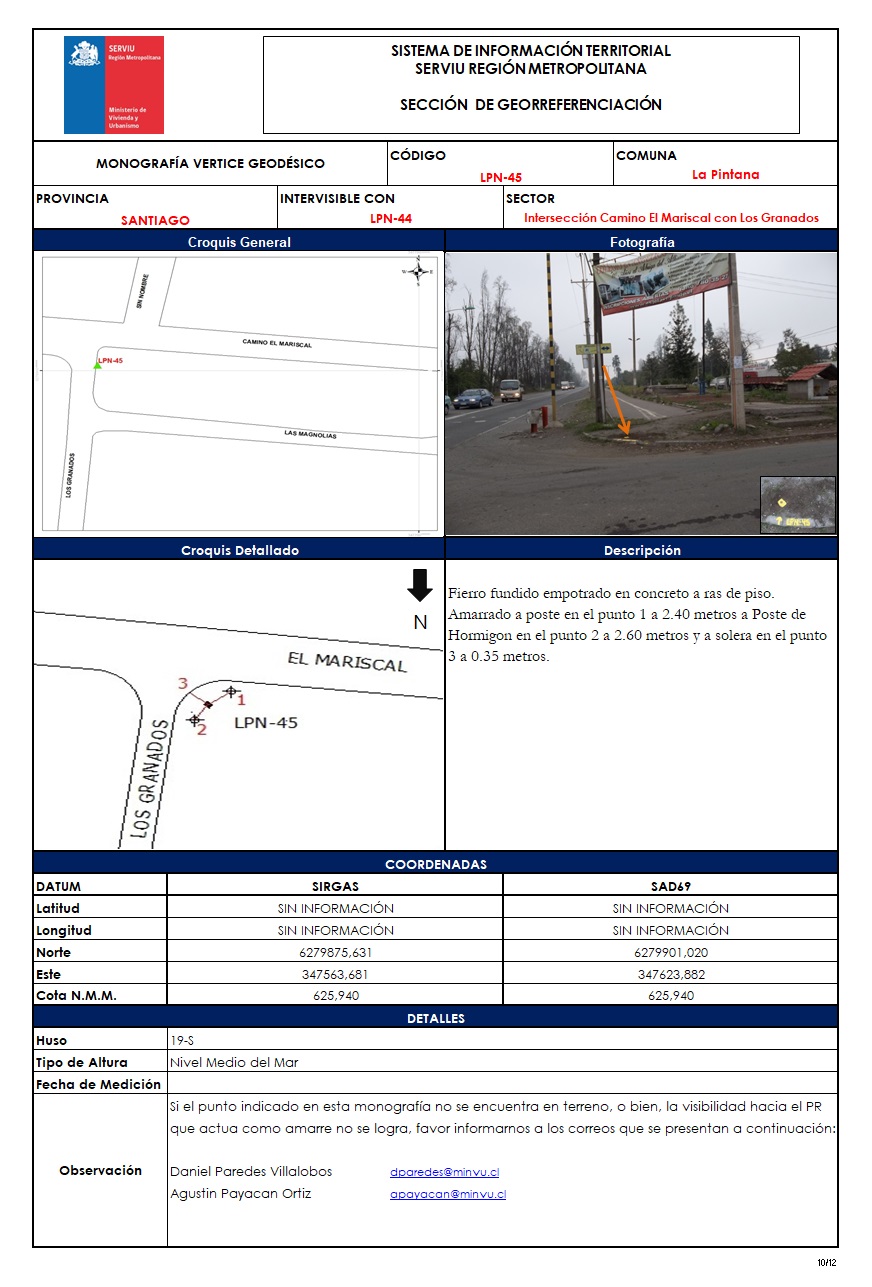 SERVIU
Región Metropolitana
Ministerio de
Vivienda y
Urbanismo
SISTEMA DE INFORMACIÓN TERRITORIAL
SERVIU REGIÓN METROPOLITANA
SECCIÓN DE GEORREFERENCIACIÓN
MONOGRAFÍA VERTICE GEODÉSICO
CÓDIGO
LPN-45
COMUNA
La Pintana
PROVINCIA
SANTIAGO
INTERVISIBLE CON
LPN-44
SECTOR
Intersección Camino El Mariscal con Los Granados
Croquis General
Fotografía
W E
SIN NOMBRE
CAMINO EL MARISCAL
LPN-45
LAS MAGNOLIAS
LOS GRANADOS
LPN-45
Croquis Detallado
Descripción
N
EL MARISCAL
3
1
2
LPN-45
LOS GRANADOS
Fierro fundido empotrado en concreto a ras de piso.
Amarrado a poste en el punto 1 a 2.40 metros a Poste de
Hormigon en el punto 2 a 2.60 metros y a solera en el punto
3 a 0.35 metros.
COORDENADAS
DATUM SIRGAS SAD69
Latitud SIN INFORMACIÓN SIN INFORMACIÓN
Longitud SIN INFORMACIÓN SIN INFORMACIÓN
Norte 6279875,631 6279901,020
Este 347563,681 347623,882
Cota N.M.M. 625,940 625,940
DETALLES
Huso 19-S
Tipo de Altura Nivel Medio del Mar
Fecha de Medición
Observación
Si el punto indicado en esta monografía no se encuentra en terreno, o bien, la visibilidad hacia el PR
que actua como amarre no se logra, favor informarnos a los correos que se presentan a continuación:
Daniel Paredes Villalobos dparedes@minvu.cl
Agustin Payacan Ortiz apayacan@minvu.cl
10/12